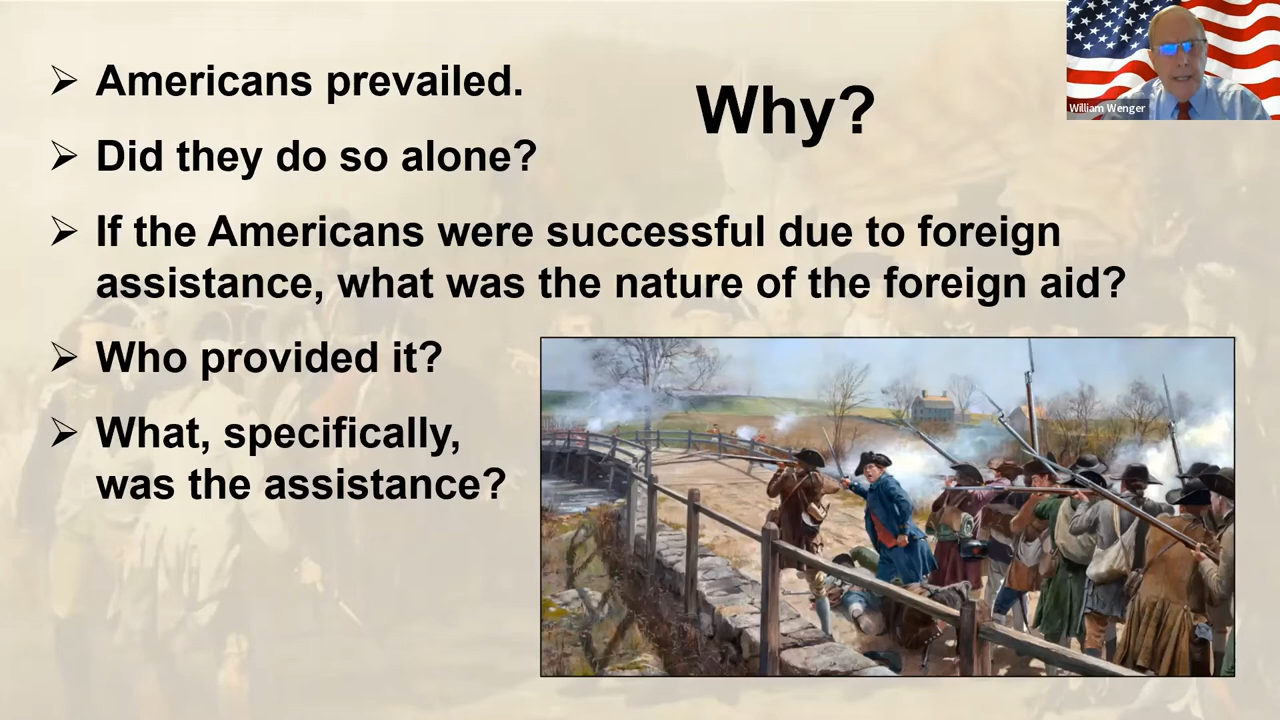 Americans prevailed.
Why?
William Wenger
Did they do so alone?
If the Americans were successful due to foreign
assistance, what was the nature of the foreign aid?
Who provided it?
What, specifically,
was the assistance?